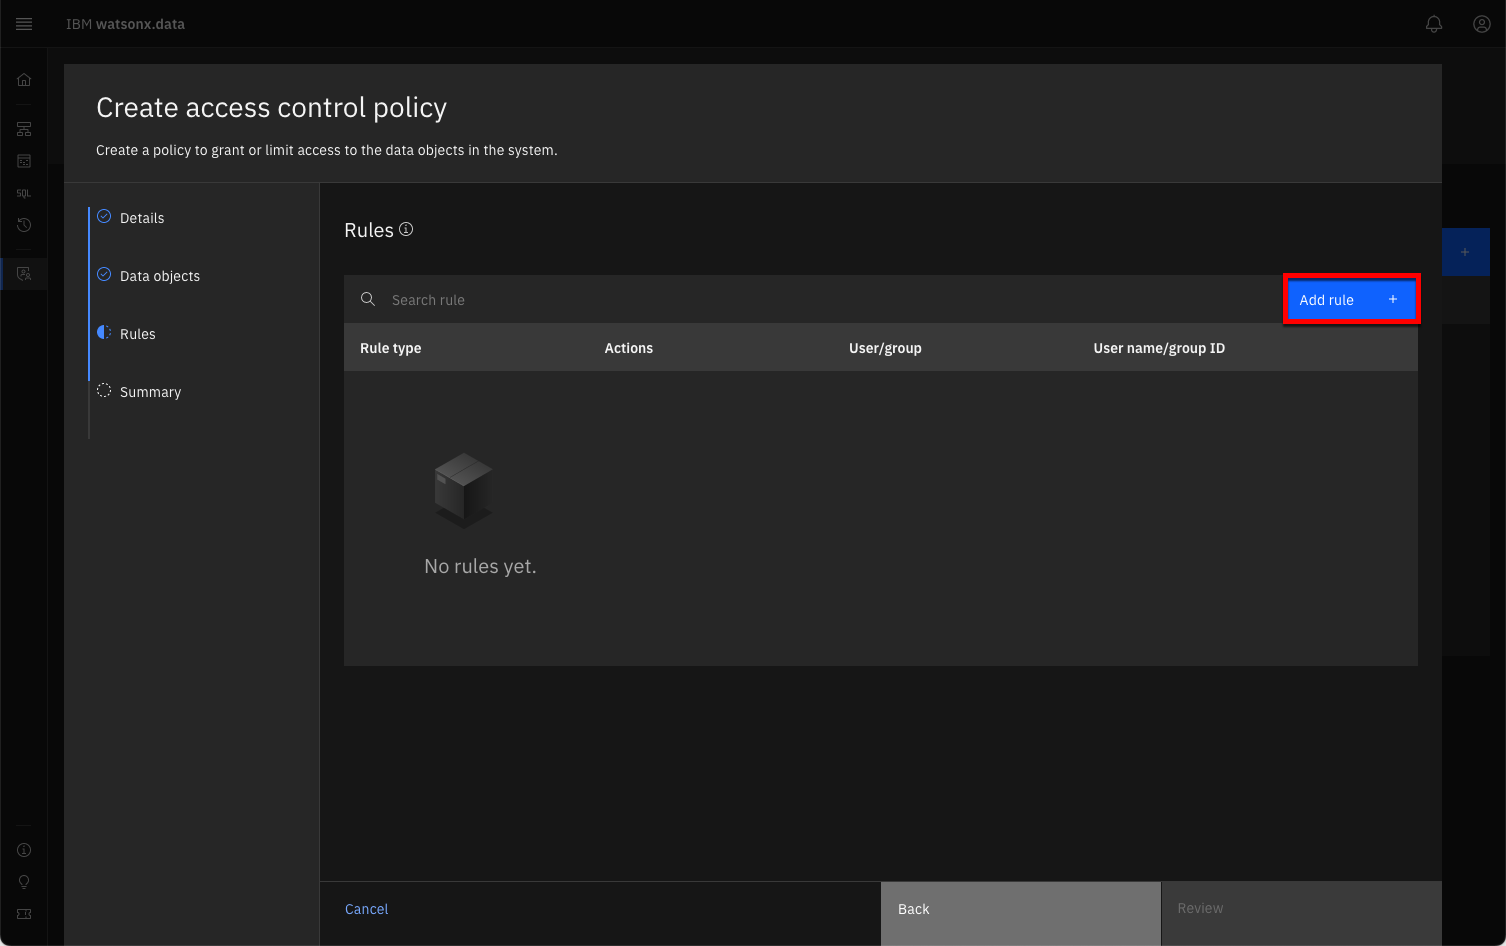 IBM watsonx.data
Create access control policy
Create a policy to grant or limit access to the data objects in the system.
Details
Data objects
Rules
Summary
Rules
Search rule
Add rule +
Rule type Actions User/group User name/group ID
No rules yet.
Cancel
Back
Review
SQL